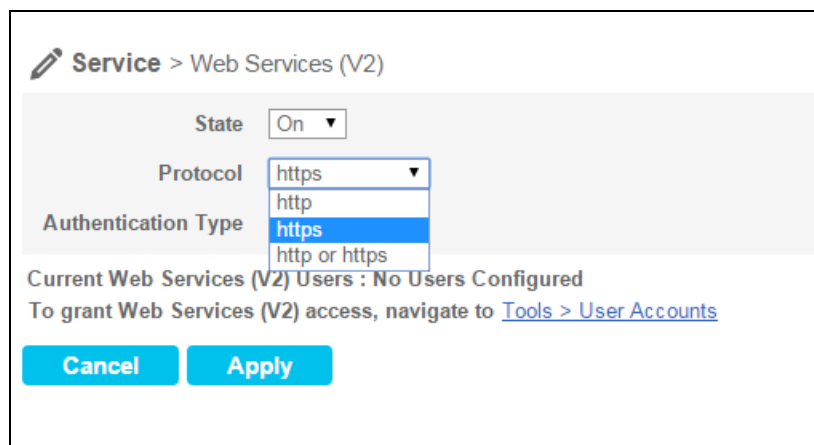 Service > Web Services (V2)
State On
Protocol https
http
Authentication Type https
http or https
Current Web Services (V2) Users : No Users Configured
To grant Web Services (V2) access, navigate to Tools > User Accounts
Cancel Apply